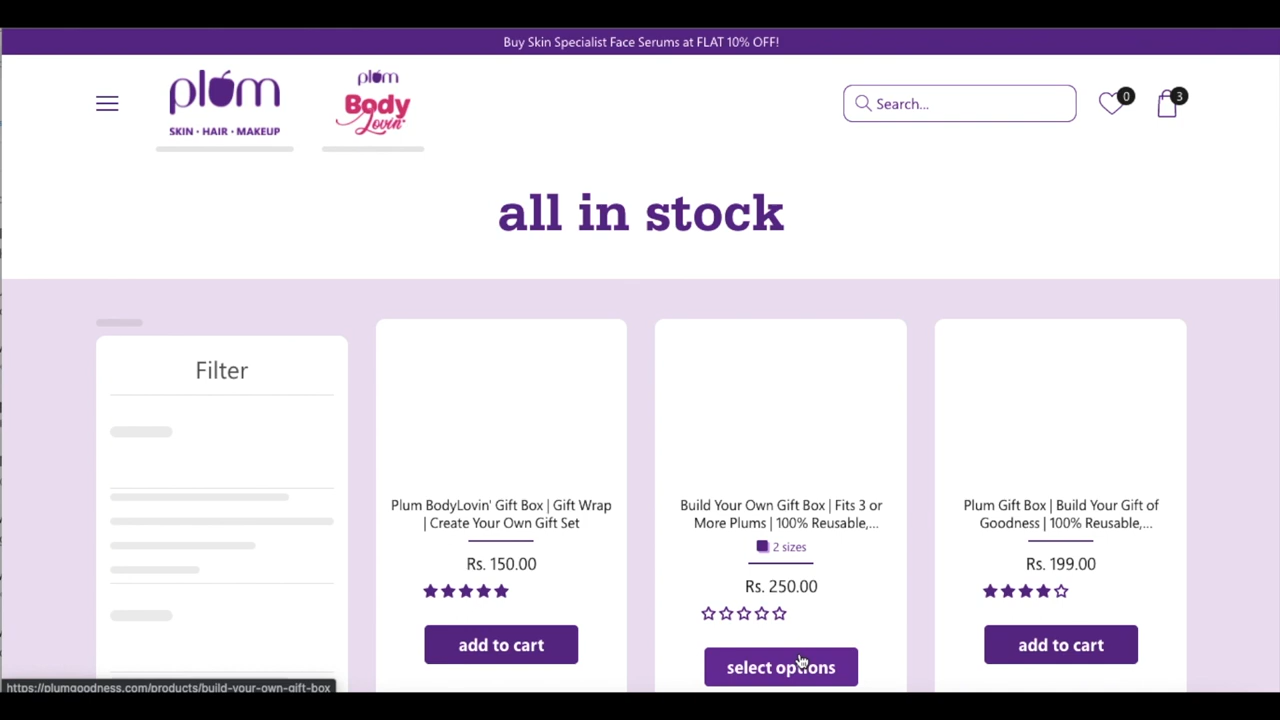 Buy Skin Specialist Face Serums at FLAT 10% OFF!
plum
SKIN · HAIR · MAKEUP
plum
Body
Lovin'
Search...
0
3
all in stock
Filter
Plum BodyLovin' Gift Box | Gift Wrap
| Create Your Own Gift Set
Rs. 150.00
add to cart
Build Your Own Gift Box | Fits 3 or
More Plums | 100% Reusable,...
2 sizes
Rs. 250.00
select options
Plum Gift Box | Build Your Gift of
Goodness | 100% Reusable,...
Rs. 199.00
add to cart
https://plumgoodness.com/products/build-your-own-gift-box